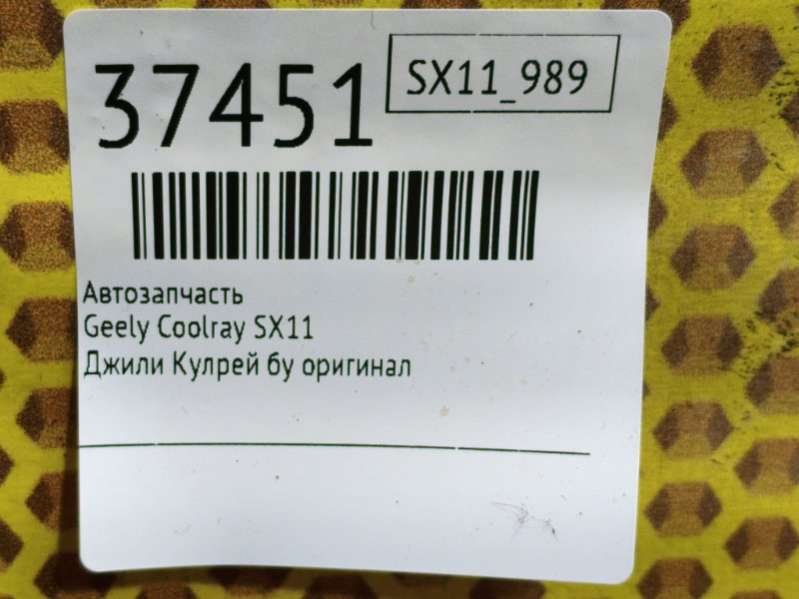 37451
SX11_989
Автозапчасть
Geely Coolray SX11
Джили Кулрей бу оригинал